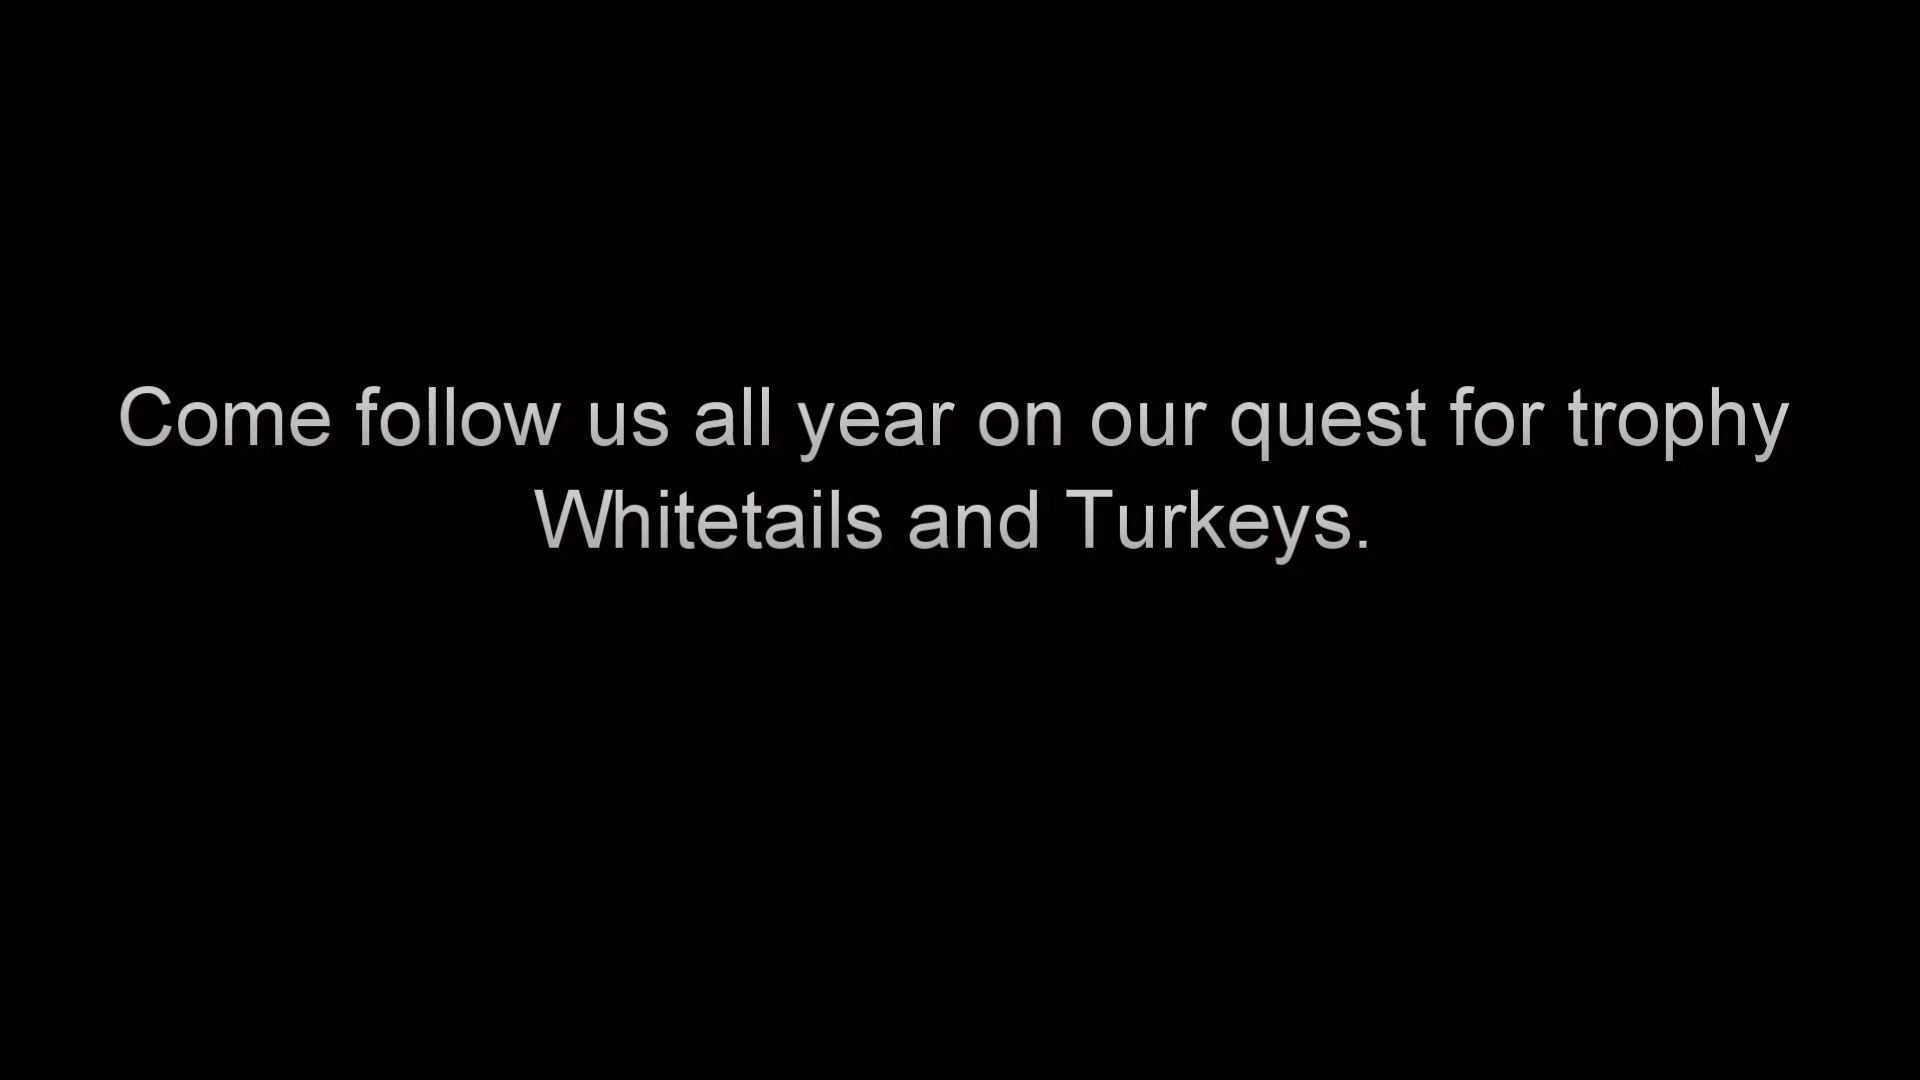 Come follow us all year on our quest for trophy
Whitetails and Turkeys.